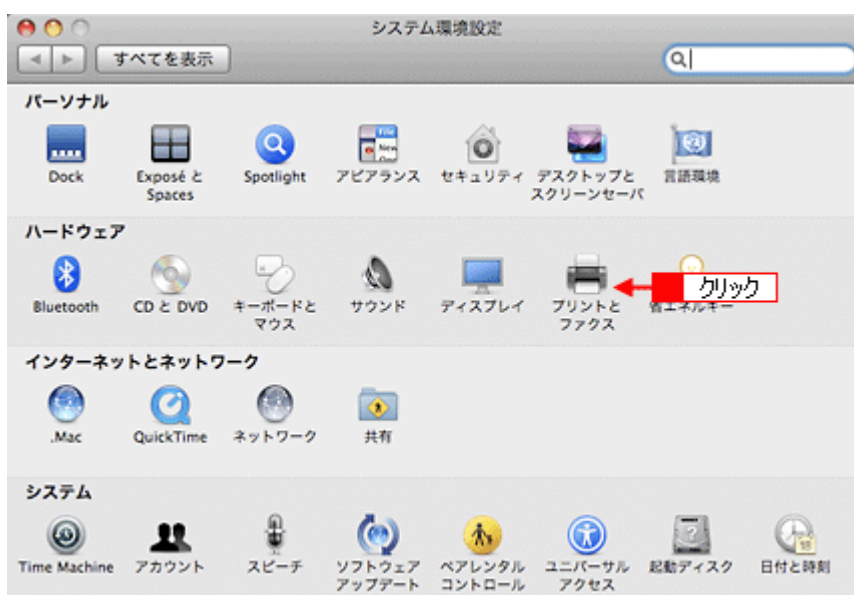 システム環境設定
すべてを表示
パーソナル
Dock
Exposé と
Spaces
Spotlight
アピアランス
セキュリティ
デスクトップと
スクリーンセーバ
言語環境
ハードウェア
Bluetooth
CD と DVD
キーボードと
マウス
サウンド
ディスプレイ
プリントと
ファクス
クリック
省エネルギー
インターネットとネットワーク
.Mac
QuickTime
ネットワーク
共有
システム
Time Machine
アカウント
スピーチ
ソフトウェア
アップデート
ペアレンタル
コントロール
ユニバーサル
アクセス
起動ディスク
日付と時刻